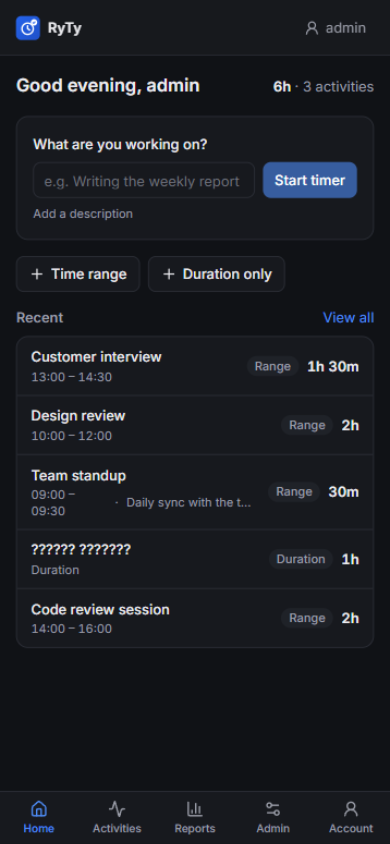 RyTy
admin
Good evening, admin
6h · 3 activities
What are you working on?
e.g. Writing the weekly report
Start timer
Add a description
+ Time range
+ Duration only
Recent
View all
Customer interview
13:00 – 14:30
Range
1h 30m
Design review
10:00 – 12:00
Range
2h
Team standup
09:00 –
09:30
· Daily sync with the t...
Range
30m
?????? ???????
Duration
Duration
1h
Code review session
14:00 – 16:00
Range
2h
Home
Activities
Reports
Admin
Account